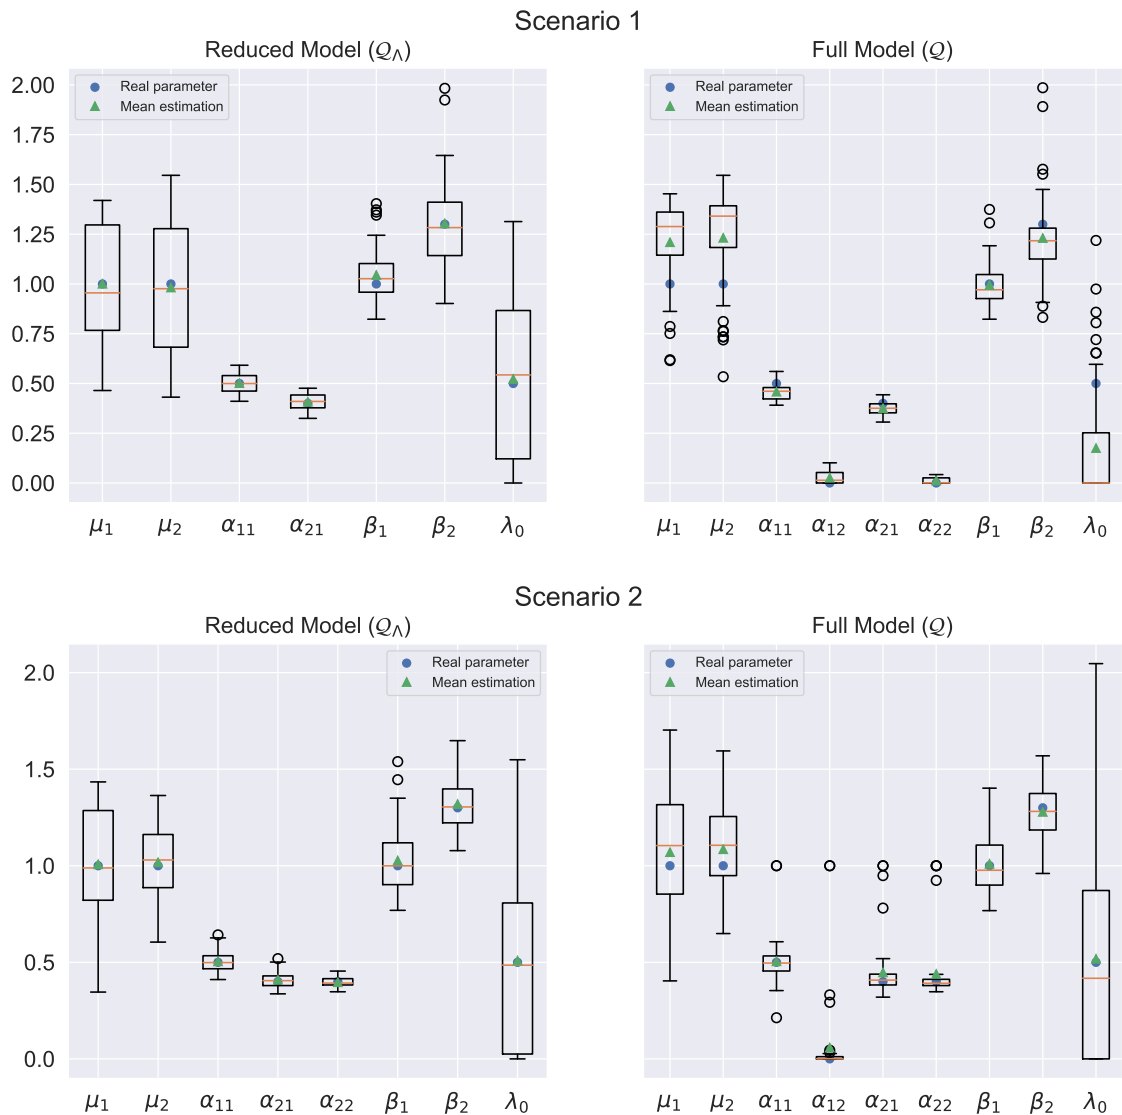 Scenario 1
Reduced Model (𝒬_Λ)
Full Model (𝒬)
Real parameter
Mean estimation
Real parameter
Mean estimation
2.00
1.75
1.50
1.25
1.00
0.75
0.50
0.25
0.00
μ₁ μ₂ α₁₁ α₂₁ β₁ β₂ λ₀
μ₁ μ₂ α₁₁ α₁₂ α₂₁ α₂₂ β₁ β₂ λ₀
Scenario 2
Reduced Model (𝒬_Λ)
Full Model (𝒬)
Real parameter
Mean estimation
Real parameter
Mean estimation
2.0
1.5
1.0
0.5
0.0
μ₁ μ₂ α₁₁ α₂₁ α₂₂ β₁ β₂ λ₀
μ₁ μ₂ α₁₁ α₁₂ α₂₁ α₂₂ β₁ β₂ λ₀